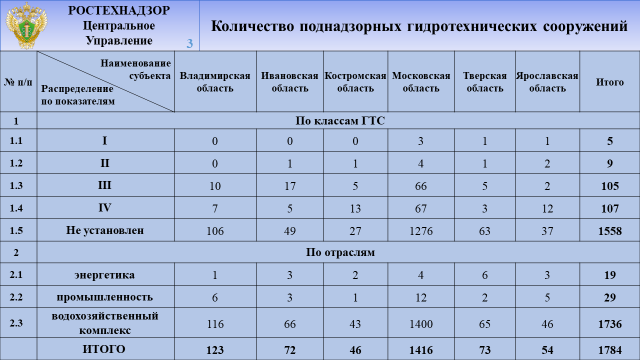 РОСТЕХНАДЗОР
Центральное
Управление
3
Количество поднадзорных гидротехнических сооружений
№ п/п
Наименование
субъекта
Распределение
по показателям
Владимирская
область
Ивановская
область
Костромская
область
Московская
область
Тверская
область
Ярославская
область
Итого
1 По классам ГТС
1.1 I 0 0 0 3 1 1 5
1.2 II 0 1 1 4 1 2 9
1.3 III 10 17 5 66 5 2 105
1.4 IV 7 5 13 67 3 12 107
1.5 Не установлен 106 49 27 1276 63 37 1558
2 По отраслям
2.1 энергетика 1 3 2 4 6 3 19
2.2 промышленность 6 3 1 12 2 5 29
2.3 водохозяйственный
комплекс 116 66 43 1400 65 46 1736
ИТОГО 123 72 46 1416 73 54 1784